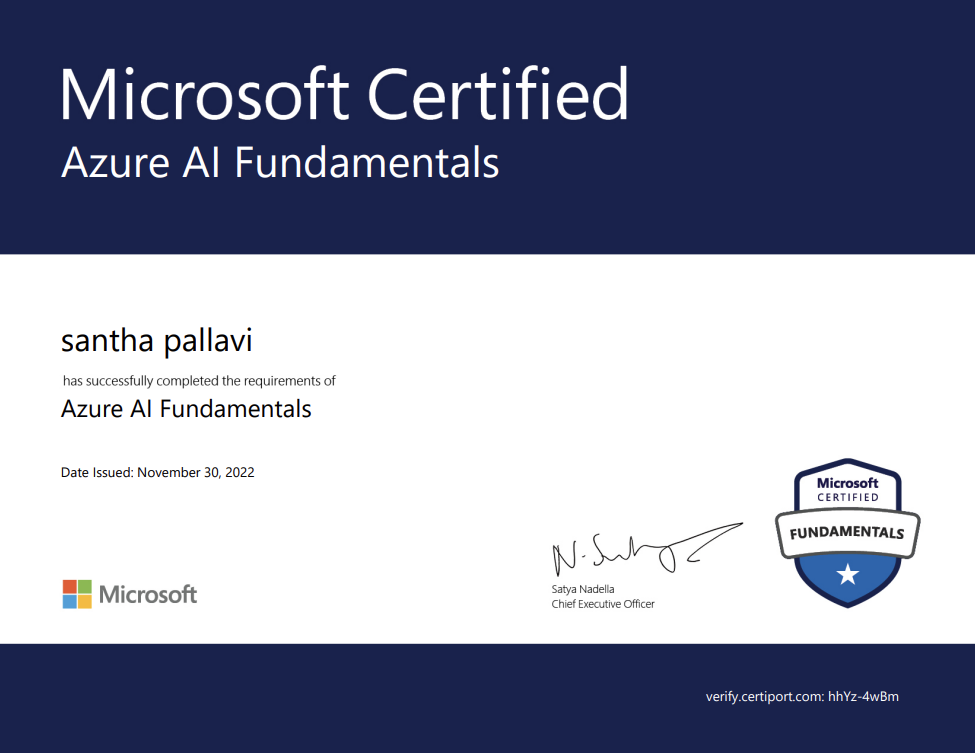 Microsoft Certified
Azure AI Fundamentals
santha pallavi
has successfully completed the requirements of
Azure AI Fundamentals
Date Issued: November 30, 2022
Microsoft
CERTIFIED
FUNDAMENTALS
N. Satya
Satya Nadella
Chief Executive Officer
Microsoft
verify.certiport.com: hhYz-4wBm